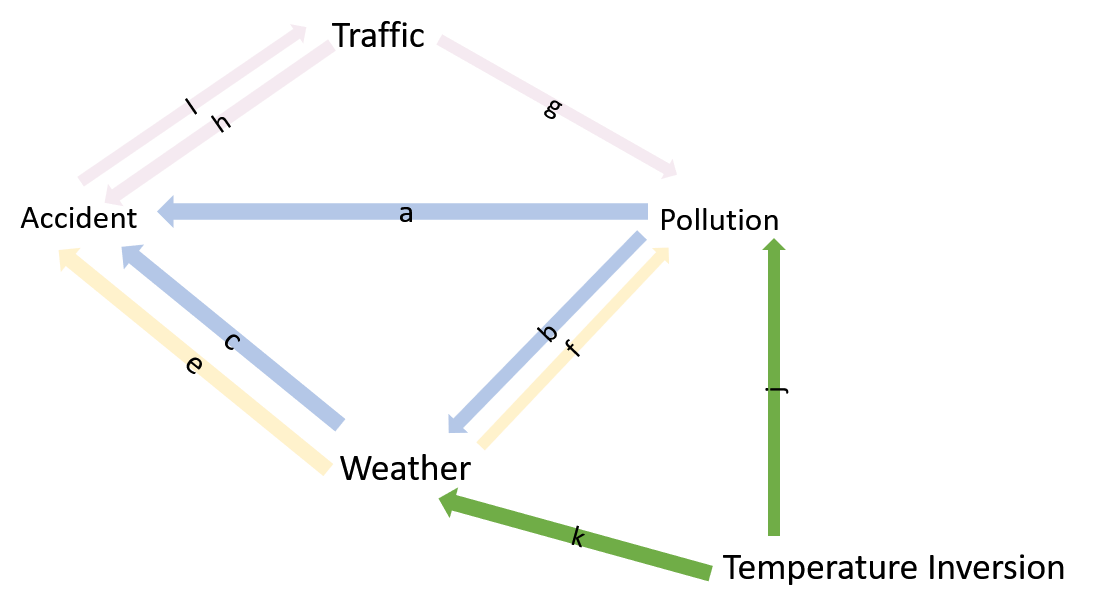 Traffic
l
h
g
Accident
a
Pollution
c
e
b
f
j
Weather
k
Temperature Inversion